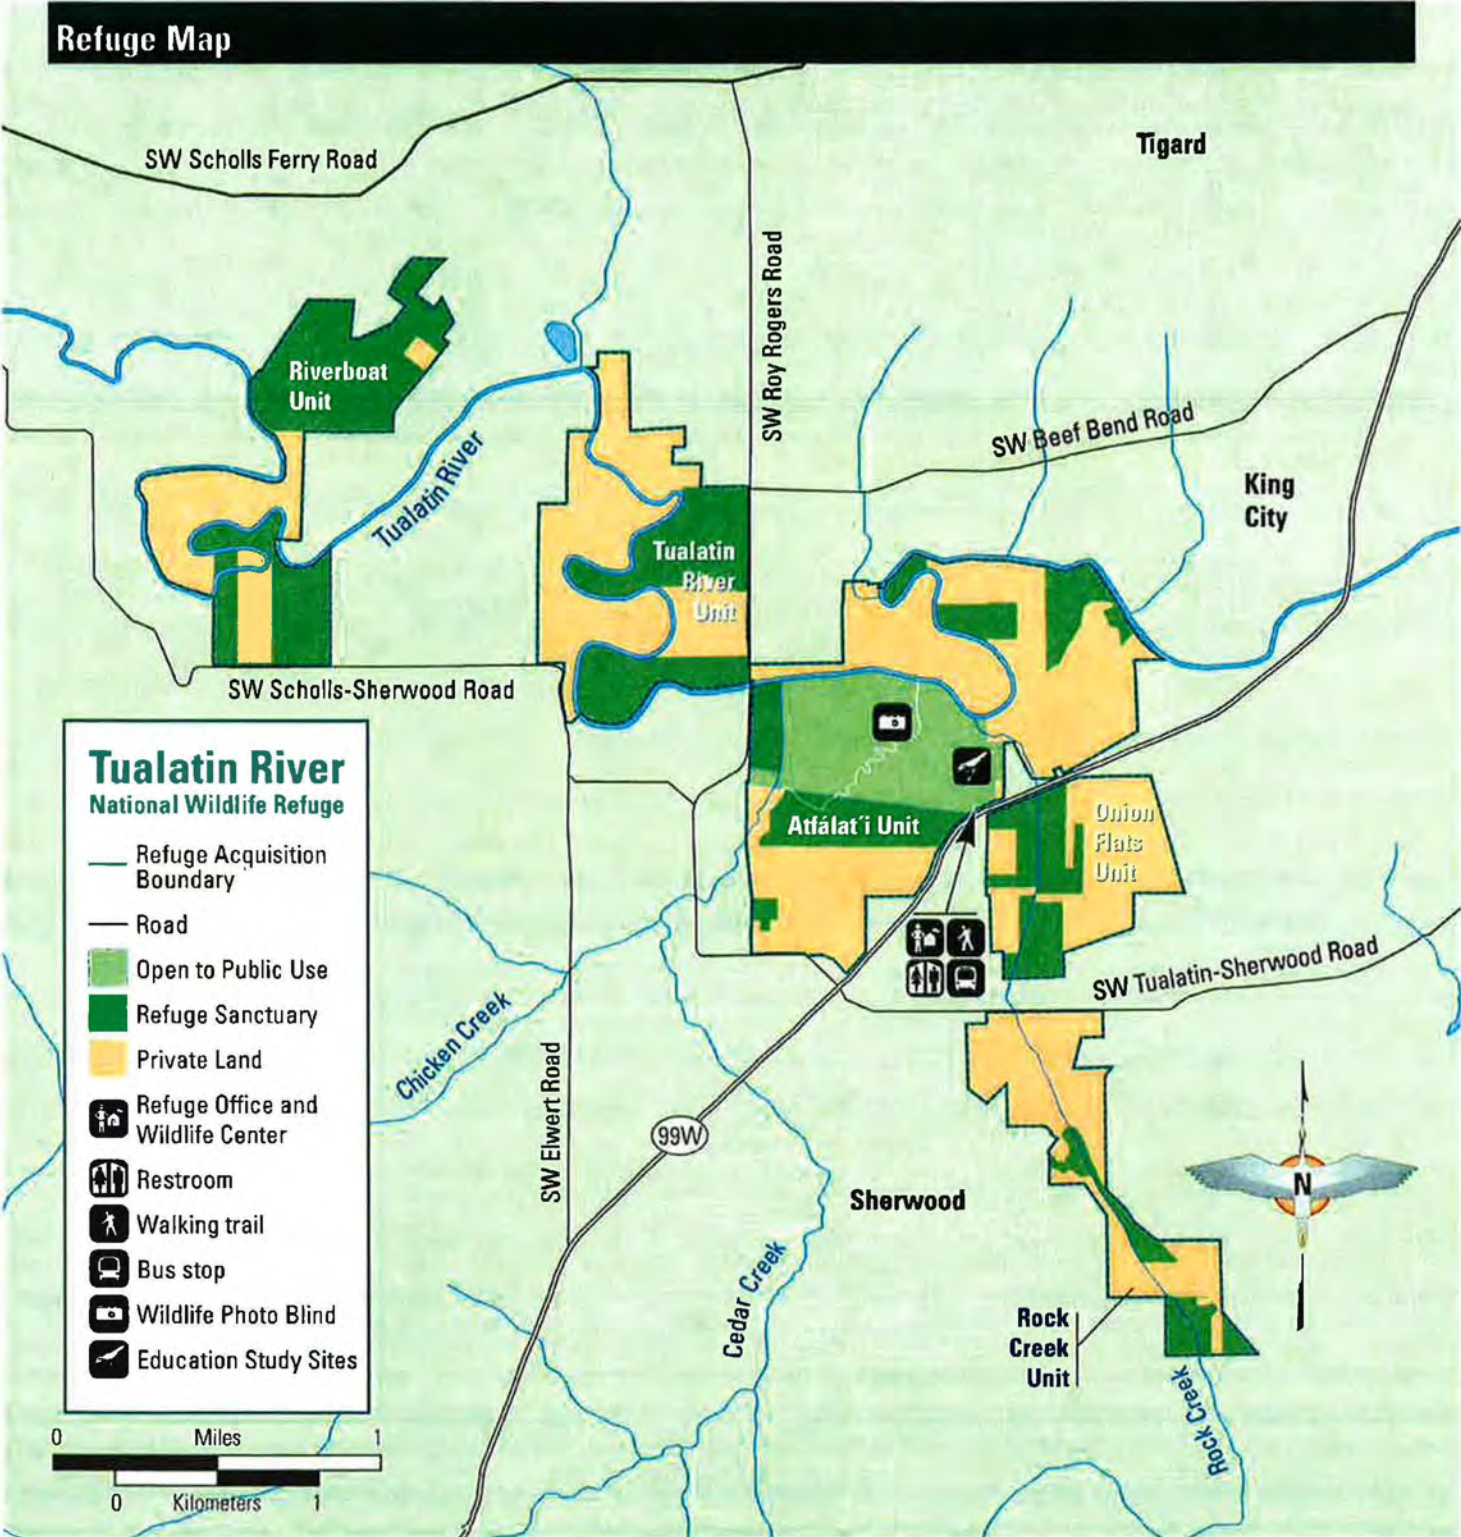 Refuge Map
SW Scholls Ferry Road
Tigard
SW Roy Rogers Road
Riverboat
Unit
Tualatin River
SW Beef Bend Road
King
City
Tualatin
River
Unit
SW Scholls-Sherwood Road
Tualatin River
National Wildlife Refuge
Refuge Acquisition
Boundary
Road
Open to Public Use
Refuge Sanctuary
Private Land
Refuge Office and
Wildlife Center
Restroom
Walking trail
Bus stop
Wildlife Photo Blind
Education Study Sites
Atfálat´i Unit
Union
Flats
Unit
SW Tualatin-Sherwood Road
Chicken Creek
SW Elwert Road
99W
Sherwood
N
Cedar Creek
Rock
Creek
Unit
Rock Creek
0 Miles 1
0 Kilometers 1